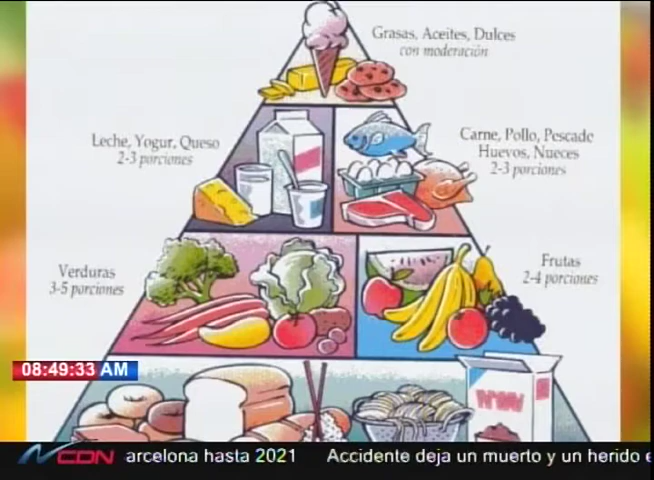 Grasas, Aceites, Dulces
con moderación
Leche, Yogur, Queso
2-3 porciones
Carne, Pollo, Pescado
Huevos, Nueces
2-3 porciones
Verduras
3-5 porciones
Frutas
2-4 porciones
08:49:33 AM
CDN arcelona hasta 2021 Accidente deja un muerto y un herido e